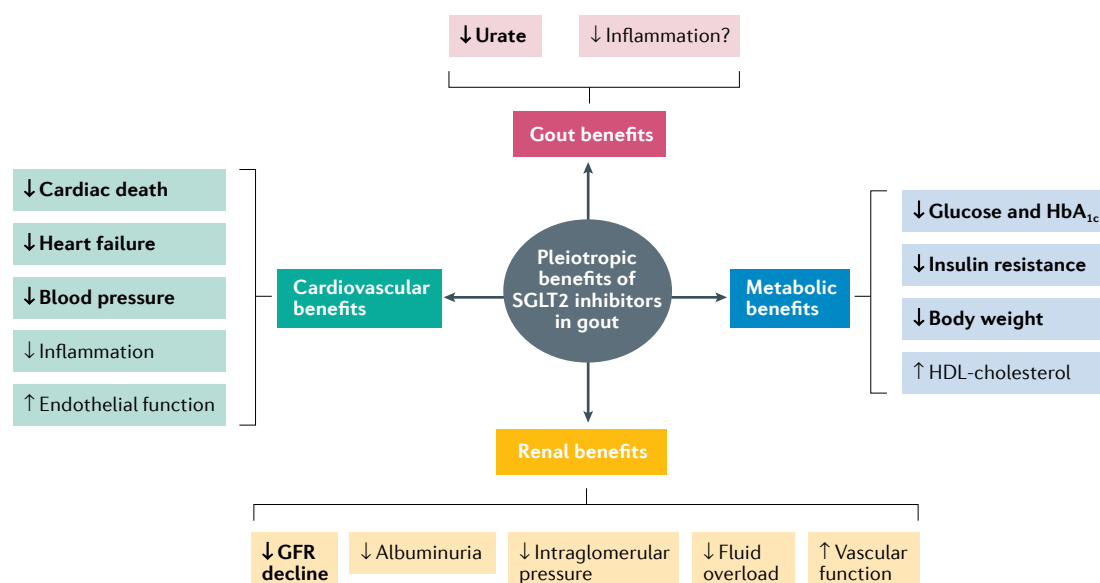 ↓ Urate
↓ Inflammation?
Gout benefits
↓ Cardiac death
↓ Heart failure
↓ Blood pressure
↓ Inflammation
↑ Endothelial function
Cardiovascular
benefits
Pleiotropic
benefits of
SGLT2 inhibitors
in gout
Metabolic
benefits
↓ Glucose and HbA1c
↓ Insulin resistance
↓ Body weight
↑ HDL-cholesterol
Renal benefits
↓ GFR
decline
↓ Albuminuria
↓ Intraglomerular
pressure
↓ Fluid
overload
↑ Vascular
function